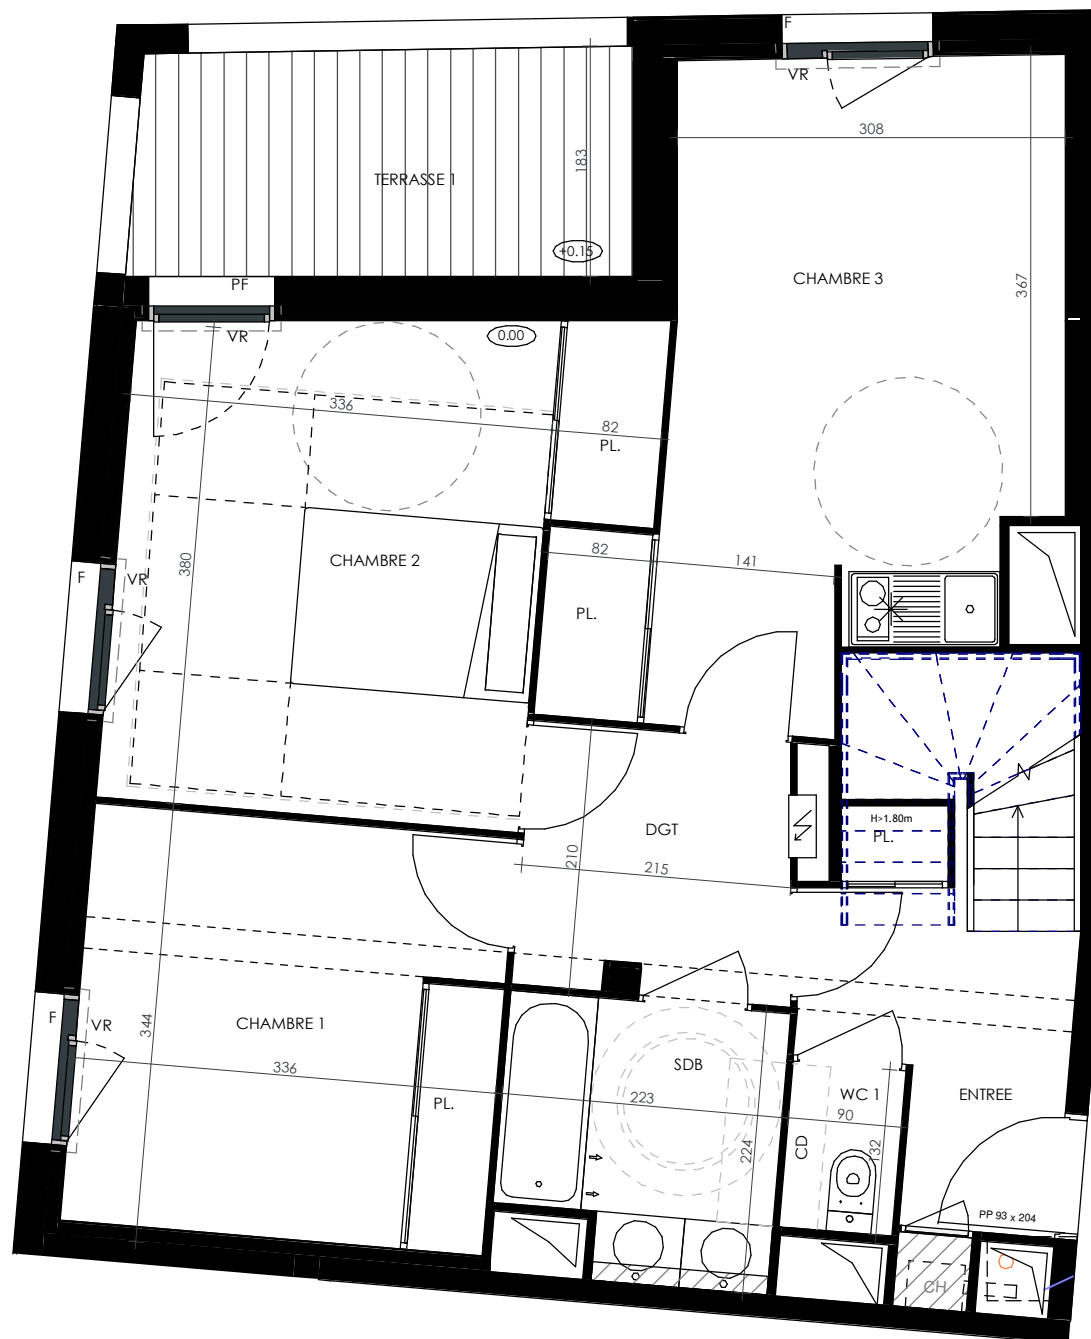 F
VR
308
183
TERRASSE 1
+0.15
CHAMBRE 3
367
PF
VR
0.00
336
82
PL.
CHAMBRE 2
380
F
VR
82
141
PL.
H>1.80m
PL.
DGT
210
215
CHAMBRE 1
344
F
VR
336
PL.
SDB
223
224
WC 1
90
CD
132
ENTREE
PP 93 x 204
CH